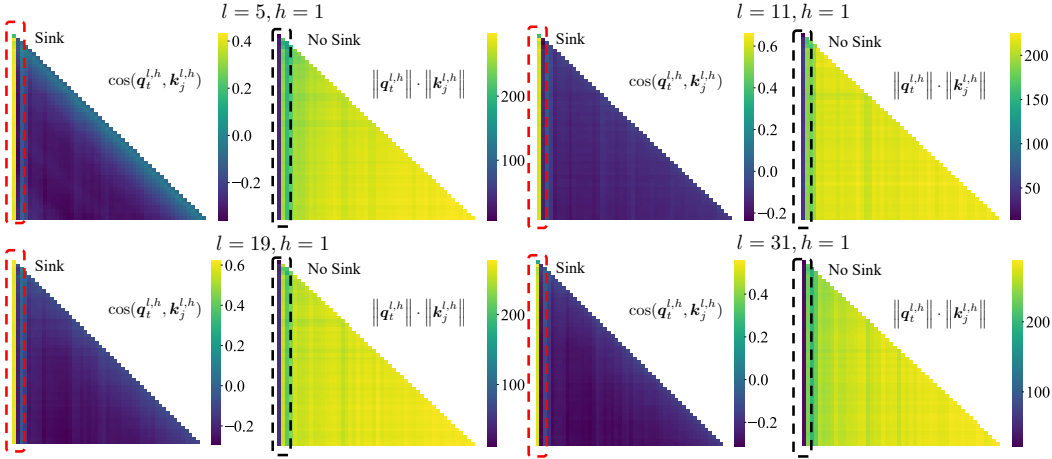 l = 5, h = 1
Sink
cos(q_t^{l,h}, k_j^{l,h})
0.4
0.2
0.0
−0.2
No Sink
‖q_t^{l,h}‖ · ‖k_j^{l,h}‖
200
100
l = 11, h = 1
Sink
cos(q_t^{l,h}, k_j^{l,h})
0.6
0.4
0.2
0.0
−0.2
No Sink
‖q_t^{l,h}‖ · ‖k_j^{l,h}‖
200
150
100
50
l = 19, h = 1
Sink
cos(q_t^{l,h}, k_j^{l,h})
0.6
0.4
0.2
0.0
−0.2
No Sink
‖q_t^{l,h}‖ · ‖k_j^{l,h}‖
200
100
l = 31, h = 1
Sink
cos(q_t^{l,h}, k_j^{l,h})
0.4
0.2
0.0
−0.2
No Sink
‖q_t^{l,h}‖ · ‖k_j^{l,h}‖
200
100